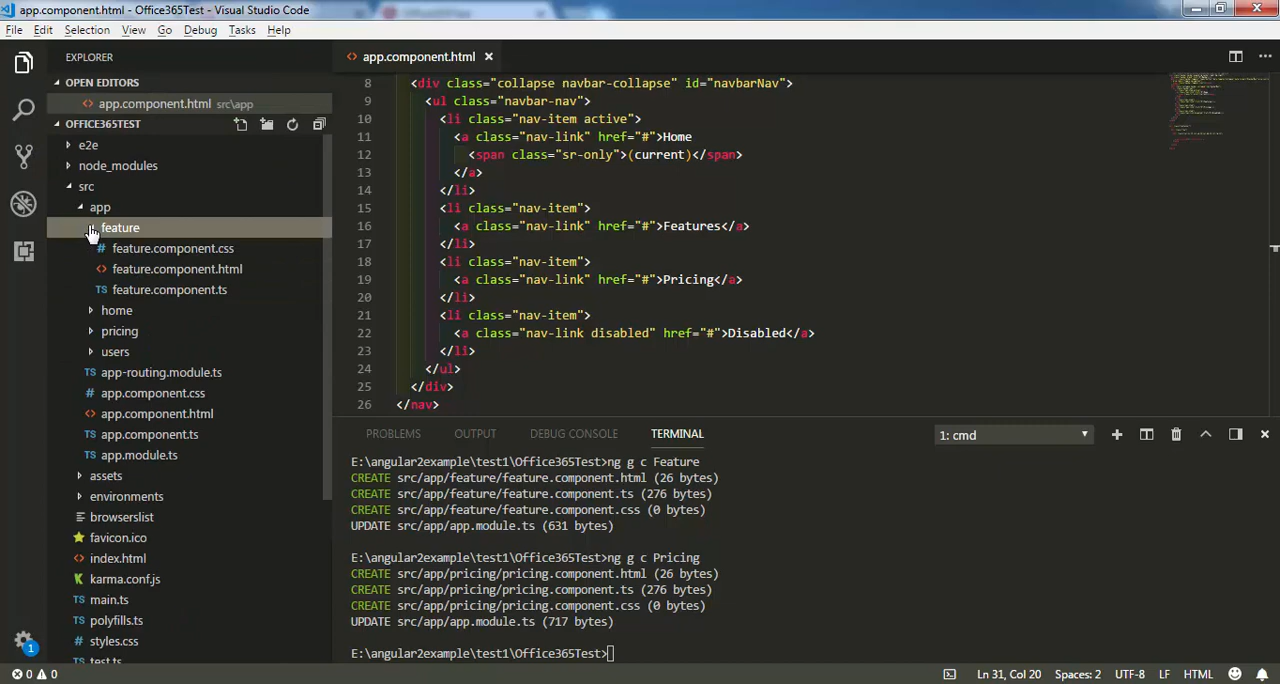 app.component.html - Office365Test - Visual Studio Code
File Edit Selection View Go Debug Tasks Help
EXPLORER
OPEN EDITORS
app.component.html src\app
OFFICE365TEST
e2e
node_modules
src
app
feature
# feature.component.css
<> feature.component.html
TS feature.component.ts
home
pricing
users
TS app-routing.module.ts
# app.component.css
<> app.component.html
TS app.component.ts
TS app.module.ts
assets
environments
browserslist
favicon.ico
<> index.html
karma.conf.js
TS main.ts
TS polyfills.ts
# styles.css
TS test.ts
<> app.component.html
8 <div class="collapse navbar-collapse" id="navbarNav">
9 <ul class="navbar-nav">
10 <li class="nav-item active">
11 <a class="nav-link" href="#">Home
12 <span class="sr-only">(current)</span>
13 </a>
14 </li>
15 <li class="nav-item">
16 <a class="nav-link" href="#">Features</a>
17 </li>
18 <li class="nav-item">
19 <a class="nav-link" href="#">Pricing</a>
20 </li>
21 <li class="nav-item">
22 <a class="nav-link disabled" href="#">Disabled</a>
23 </li>
24 </ul>
25 </div>
26 </nav>
PROBLEMS OUTPUT DEBUG CONSOLE TERMINAL 1: cmd
E:\angular2example\test1\Office365Test>ng g c Feature
CREATE src/app/feature/feature.component.html (26 bytes)
CREATE src/app/feature/feature.component.ts (276 bytes)
CREATE src/app/feature/feature.component.css (0 bytes)
UPDATE src/app/app.module.ts (631 bytes)
E:\angular2example\test1\Office365Test>ng g c Pricing
CREATE src/app/pricing/pricing.component.html (26 bytes)
CREATE src/app/pricing/pricing.component.ts (276 bytes)
CREATE src/app/pricing/pricing.component.css (0 bytes)
UPDATE src/app/app.module.ts (717 bytes)
E:\angular2example\test1\Office365Test>
1
0 0 Ln 31, Col 20 Spaces: 2 UTF-8 LF HTML